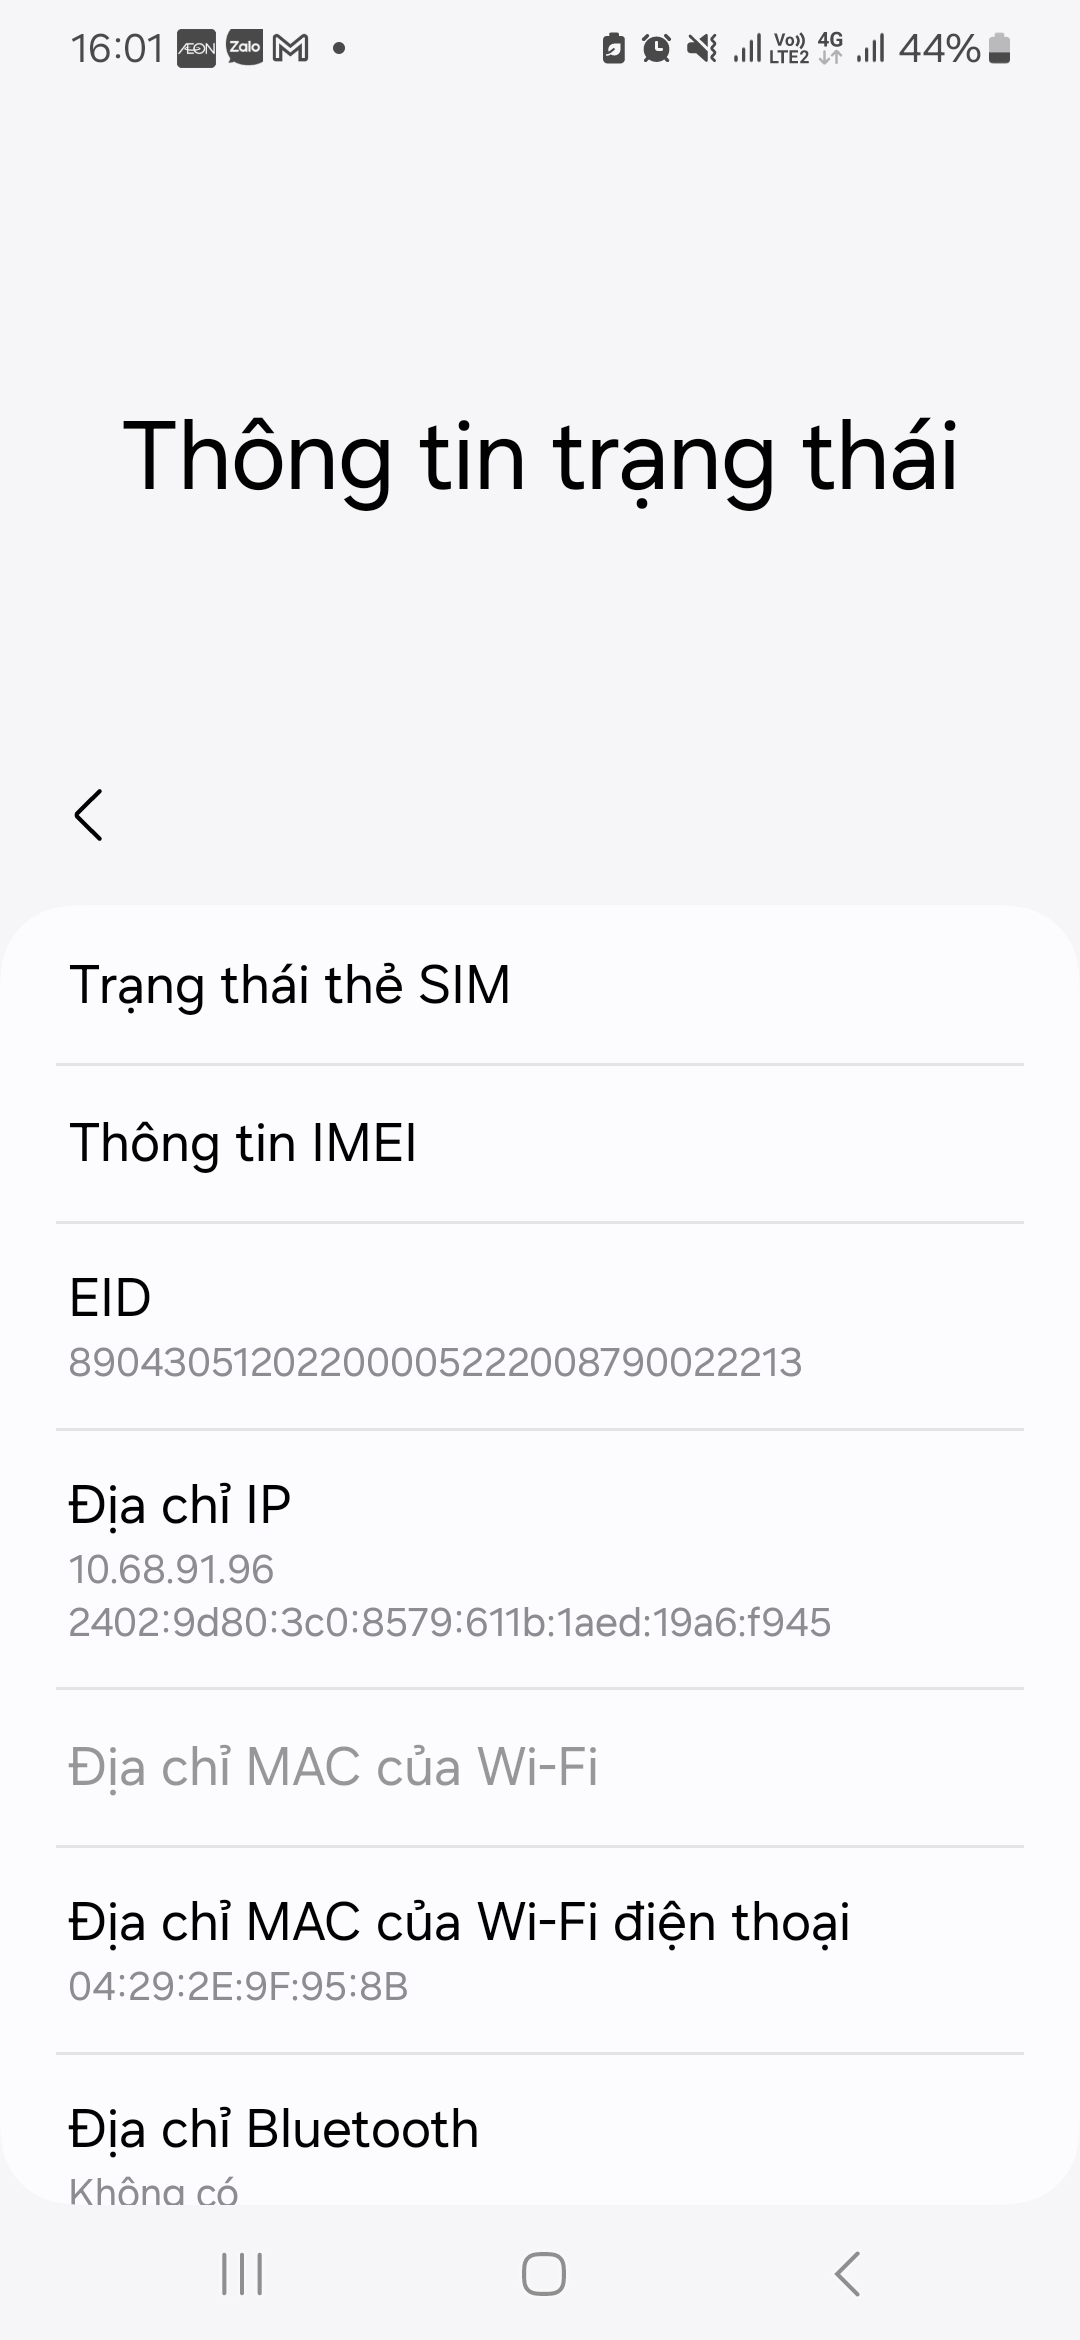 16:01 ÆON Zalo Vo)) LTE2 4G 44%
Thông tin trạng thái
Trạng thái thẻ SIM
Thông tin IMEI
EID
89043051202200005222008790022213
Địa chỉ IP
10.68.91.96
2402:9d80:3c0:8579:611b:1aed:19a6:f945
Địa chỉ MAC của Wi-Fi
Địa chỉ MAC của Wi-Fi điện thoại
04:29:2E:9F:95:8B
Địa chỉ Bluetooth
Không có